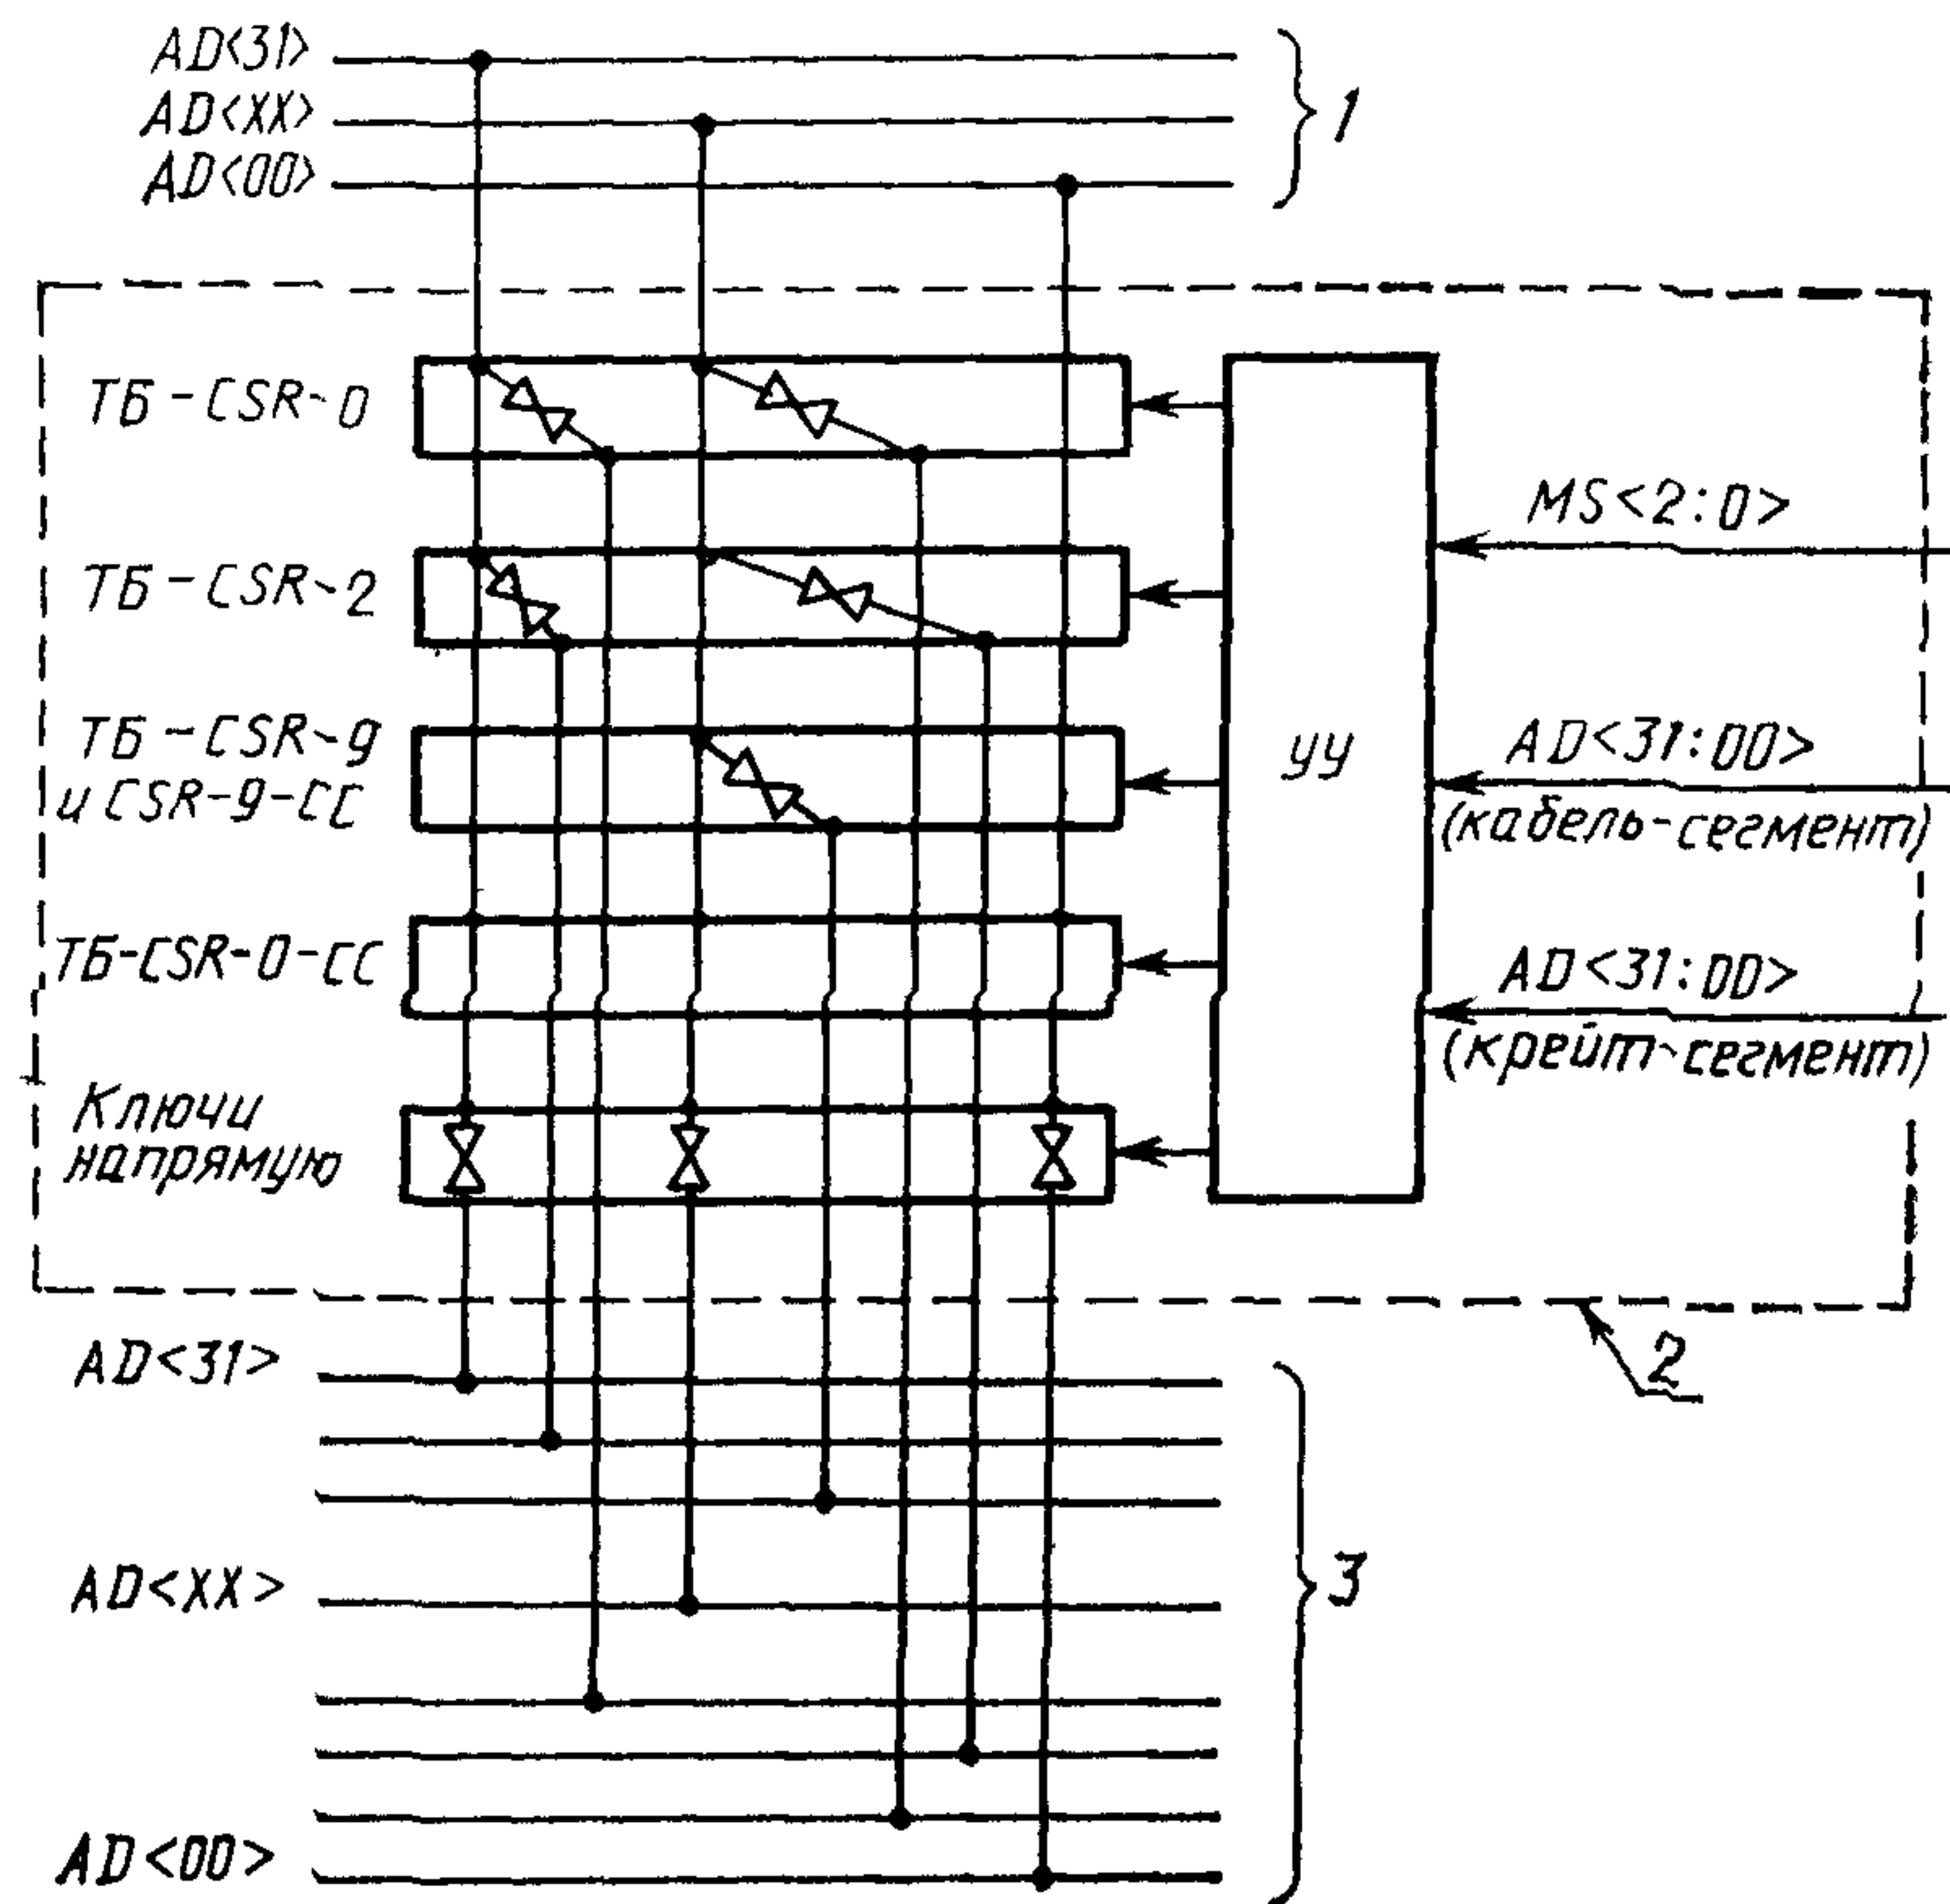 AD<31>
AD<XX>
AD<00>
1
ТБ-CSR-0
ТБ-CSR-2
ТБ-CSR-9
и CSR-9-CC
ТБ-CSR-0-CC
Ключи
напрямую
УУ
MS<2:0>
AD<31:00>
(кабель-сегмент)
AD<31:00>
(крейт-сегмент)
2
AD<31>
AD<XX>
3
AD<00>